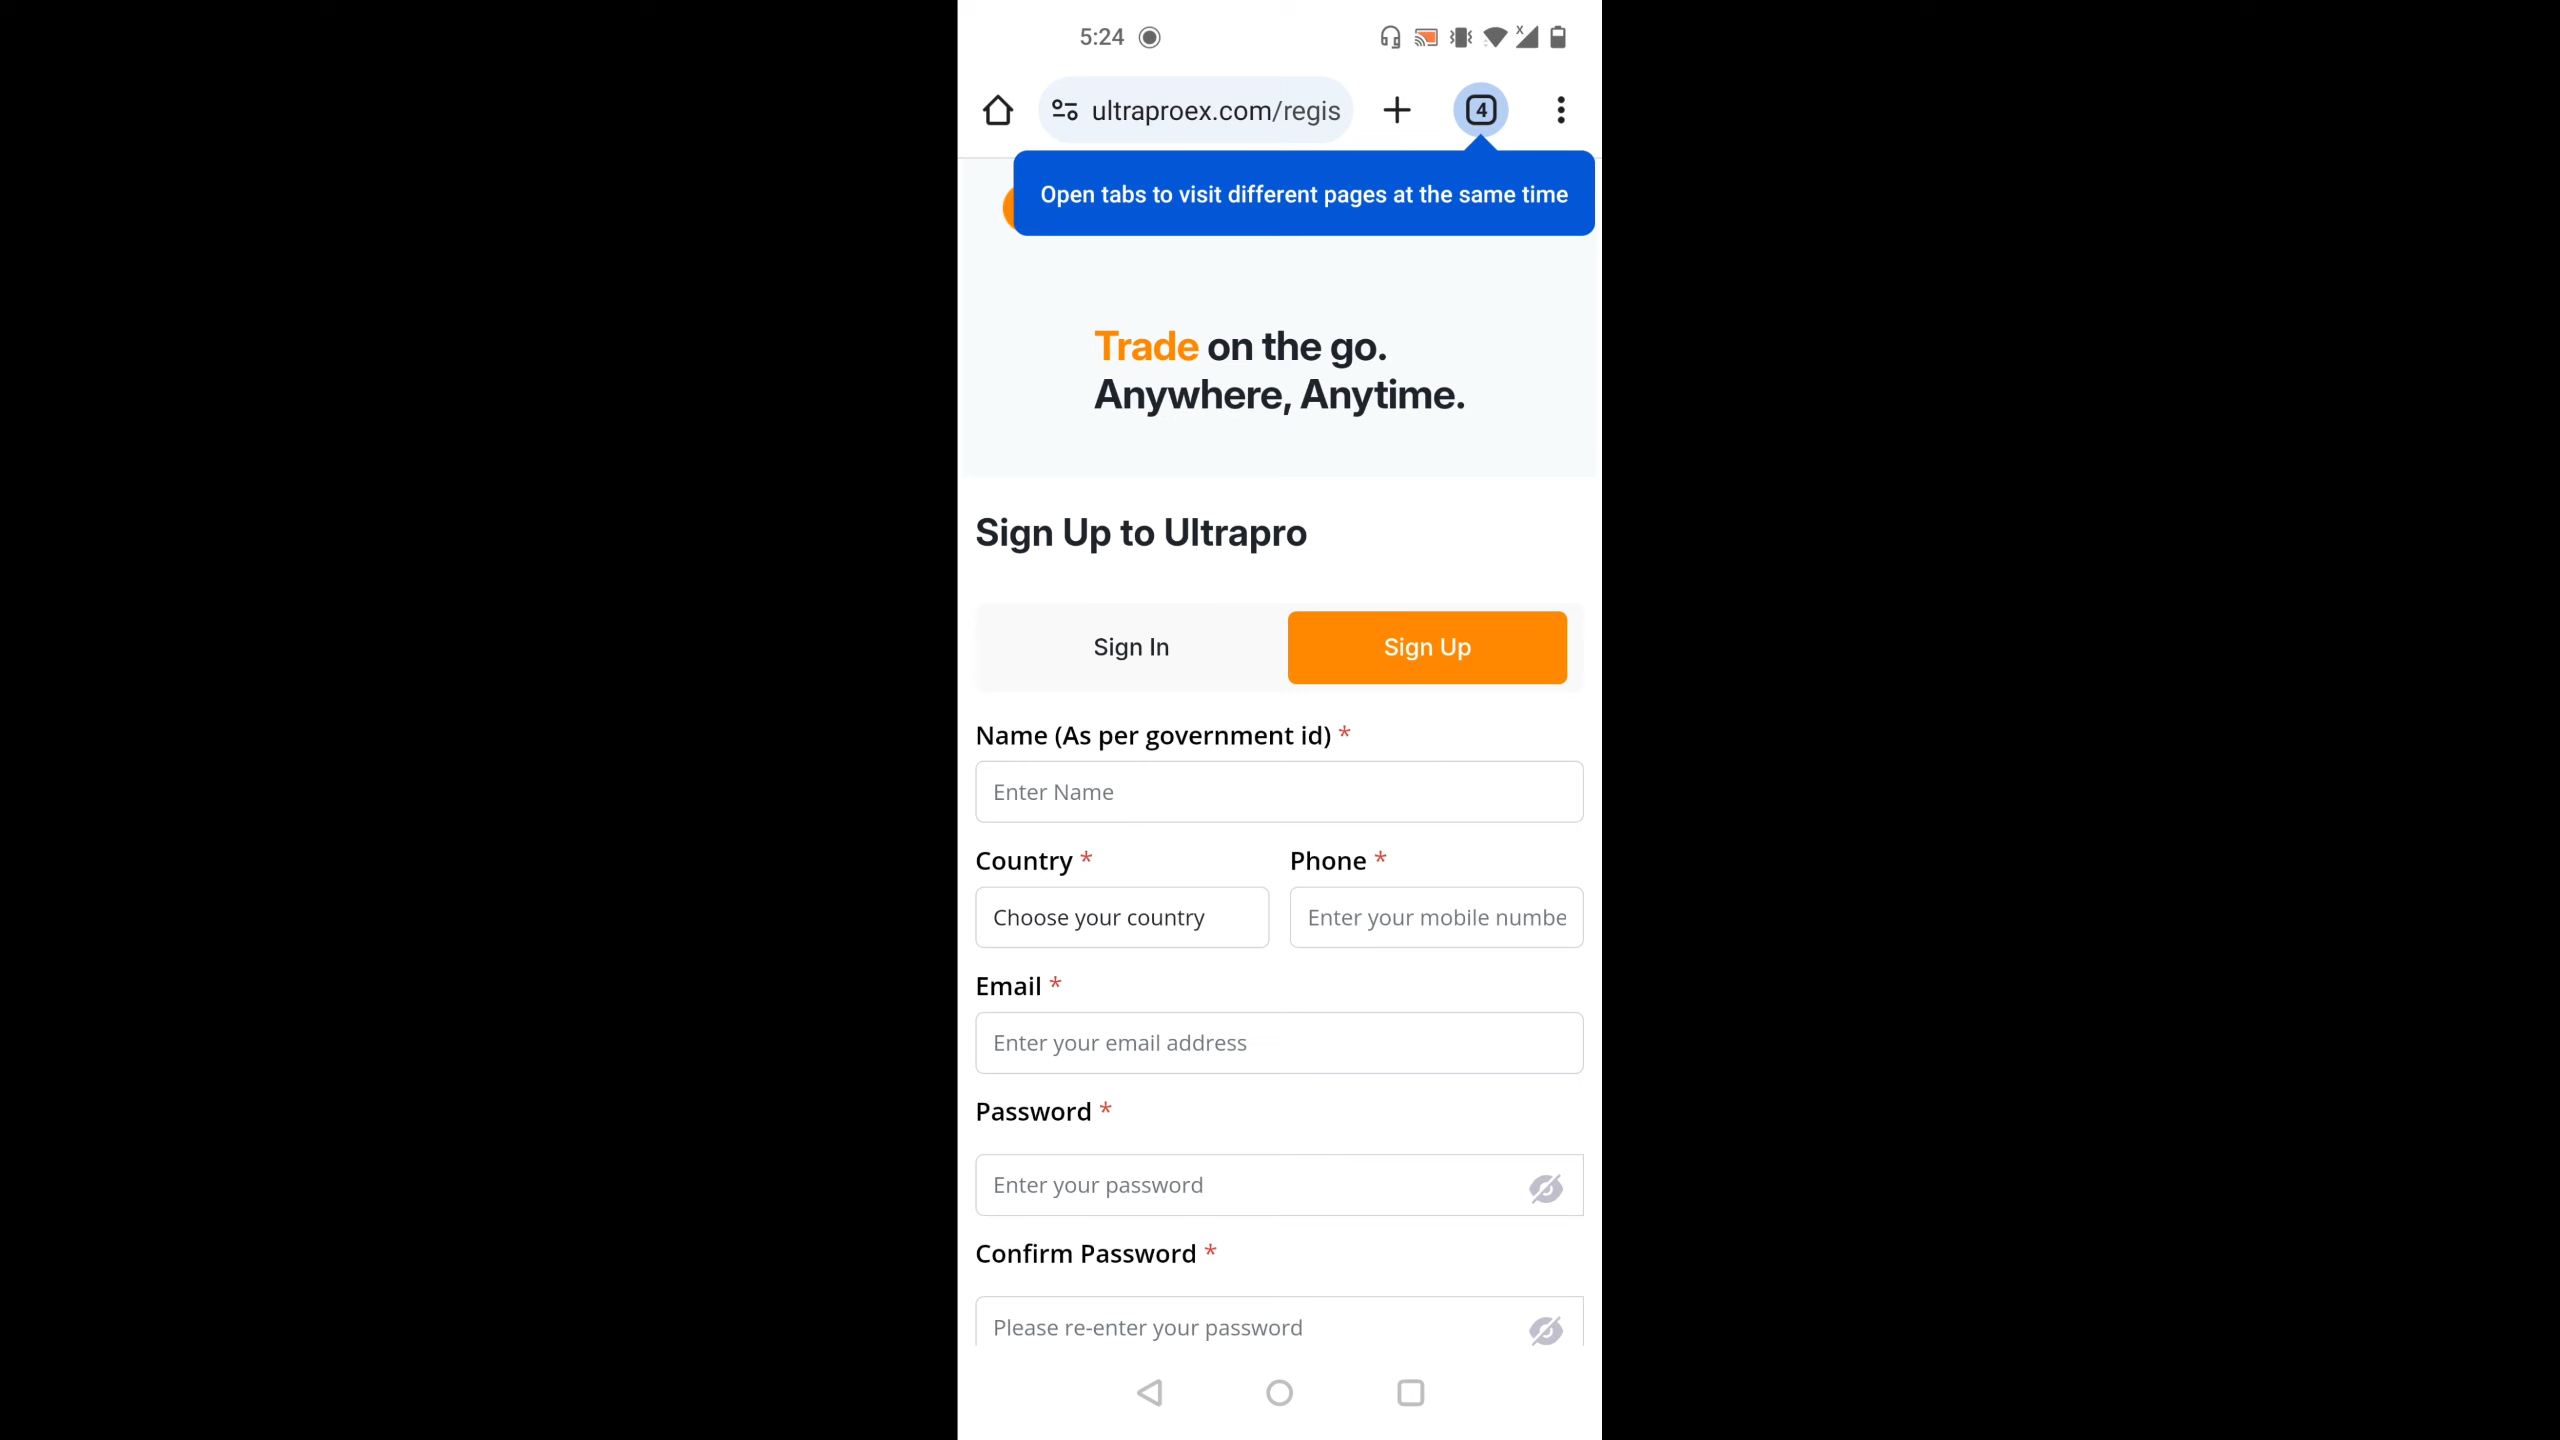 5:24
ultraproex.com/regis
4
Open tabs to visit different pages at the same time
Trade on the go.
Anywhere, Anytime.
Sign Up to Ultrapro
Sign In
Sign Up
Name (As per government id) *
Enter Name
Country *
Phone *
Choose your country
Enter your mobile numbe
Email *
Enter your email address
Password *
Enter your password
Confirm Password *
Please re-enter your password